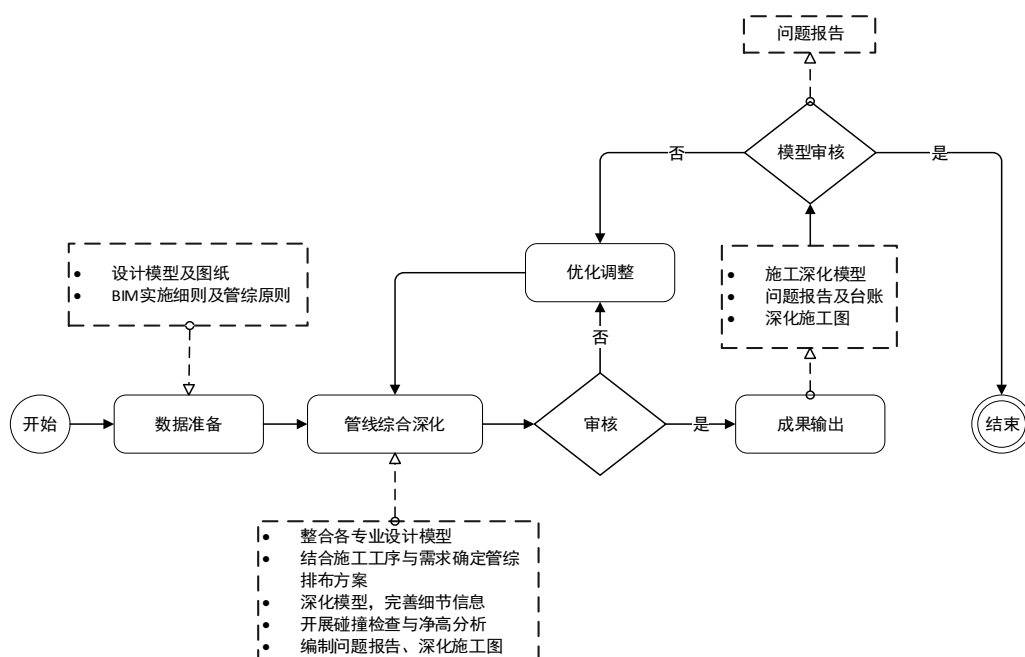 问题报告
模型审核
否
是
设计模型及图纸
BIM实施细则及管综原则
优化调整
施工深化模型
问题报告及台账
深化施工图
否
开始
数据准备
管线综合深化
审核
是
成果输出
结束
整合各专业设计模型
结合施工工序与需求确定管综
排布方案
深化模型，完善细节信息
开展碰撞检查与净高分析
编制问题报告、深化施工图